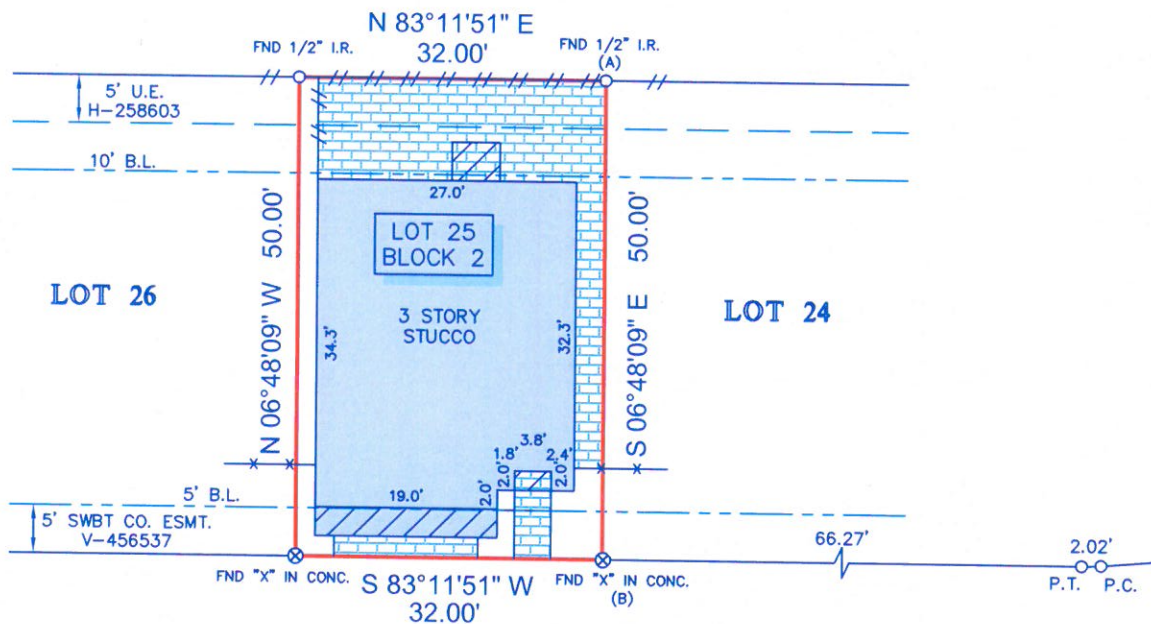 N 83°11'51" E
32.00'
FND 1/2" I.R.
FND 1/2" I.R.
(A)
5' U.E.
H-258603
10' B.L.
27.0'
LOT 25
BLOCK 2
N 06°48'09" W 50.00'
S 06°48'09" E 50.00'
LOT 26
LOT 24
3 STORY
STUCCO
34.3'
32.3'
3.8'
1.8'
2.4'
2.0'
2.0'
2.0'
5' B.L.
19.0'
5' SWBT CO. ESMT.
V-456537
66.27'
2.02'
P.T.
P.C.
FND "X" IN CONC.
FND "X" IN CONC.
(B)
S 83°11'51" W
32.00'